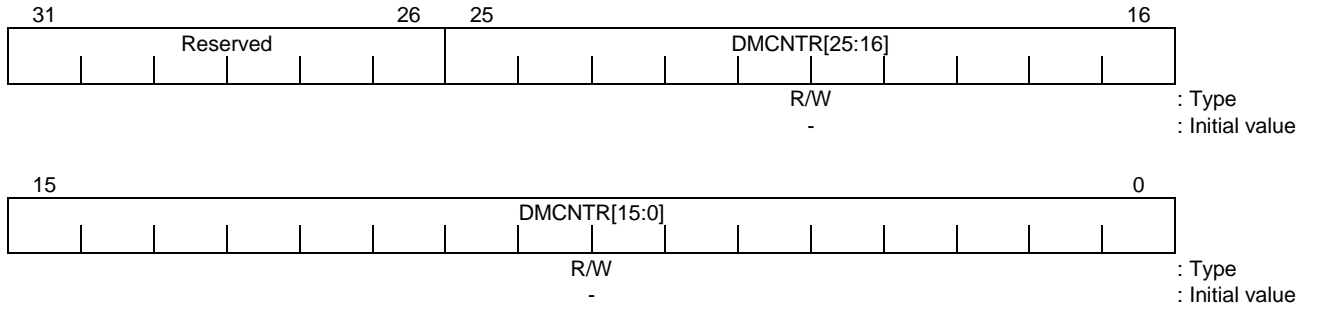 31 26 25 16
Reserved DMCNTR[25:16]
R/W : Type
- : Initial value
15 0
DMCNTR[15:0]
R/W : Type
- : Initial value